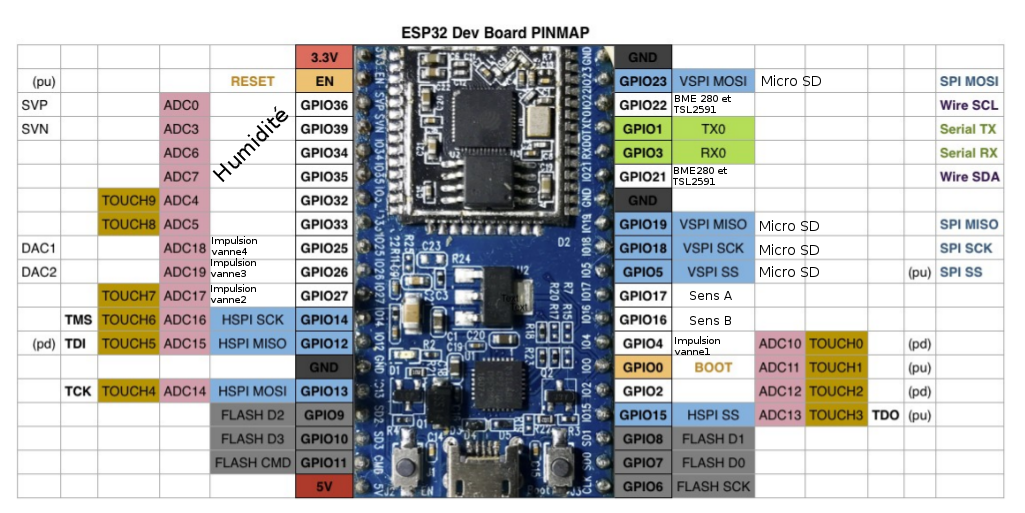 ESP32 Dev Board PINMAP
3.3V GND
(pu) RESET EN GPIO23 VSPI MOSI Micro SD SPI MOSI
SVP ADC0 GPIO36 GPIO22 BME 280 et TSL2591 Wire SCL
SVN ADC3 GPIO39 GPIO1 TX0 Serial TX
ADC6 GPIO34 GPIO3 RX0 Serial RX
ADC7 Humidité GPIO35 GPIO21 BME280 et TSL2591 Wire SDA
TOUCH9 ADC4 GPIO32 GND
TOUCH8 ADC5 GPIO33 GPIO19 VSPI MISO Micro SD SPI MISO
DAC1 ADC18 Impulsion vanne4 GPIO25 GPIO18 VSPI SCK Micro SD SPI SCK
DAC2 ADC19 Impulsion vanne3 GPIO26 GPIO5 VSPI SS Micro SD (pu) SPI SS
TOUCH7 ADC17 Impulsion vanne2 GPIO27 GPIO17 Sens A
TMS TOUCH6 ADC16 HSPI SCK GPIO14 GPIO16 Sens B
(pd) TDI TOUCH5 ADC15 HSPI MISO GPIO12 GPIO4 Impulsion vanne1 ADC10 TOUCH0 (pd)
GND GPIO0 BOOT ADC11 TOUCH1 (pu)
TCK TOUCH4 ADC14 HSPI MOSI GPIO13 GPIO2 ADC12 TOUCH2 (pd)
FLASH D2 GPIO9 GPIO15 HSPI SS ADC13 TOUCH3 TDO (pu)
FLASH D3 GPIO10 GPIO8 FLASH D1
FLASH CMD GPIO11 GPIO7 FLASH D0
5V GPIO6 FLASH SCK